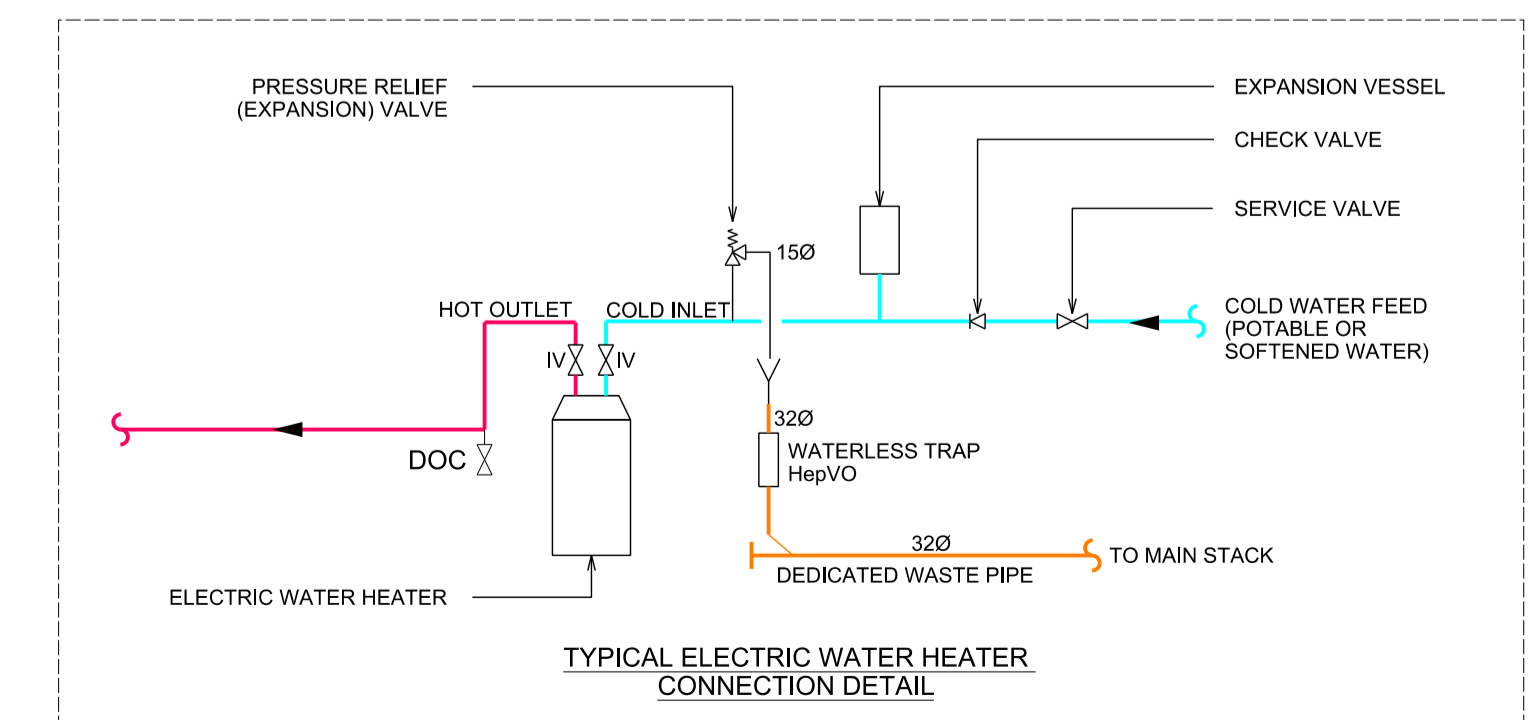 PRESSURE RELIEF
(EXPANSION) VALVE
EXPANSION VESSEL
CHECK VALVE
SERVICE VALVE
15Ø
HOT OUTLET
COLD INLET
COLD WATER FEED
(POTABLE OR
SOFTENED WATER)
IV
IV
32Ø
DOC
WATERLESS TRAP
HepVO
32Ø
TO MAIN STACK
DEDICATED WASTE PIPE
ELECTRIC WATER HEATER
TYPICAL ELECTRIC WATER HEATER
CONNECTION DETAIL